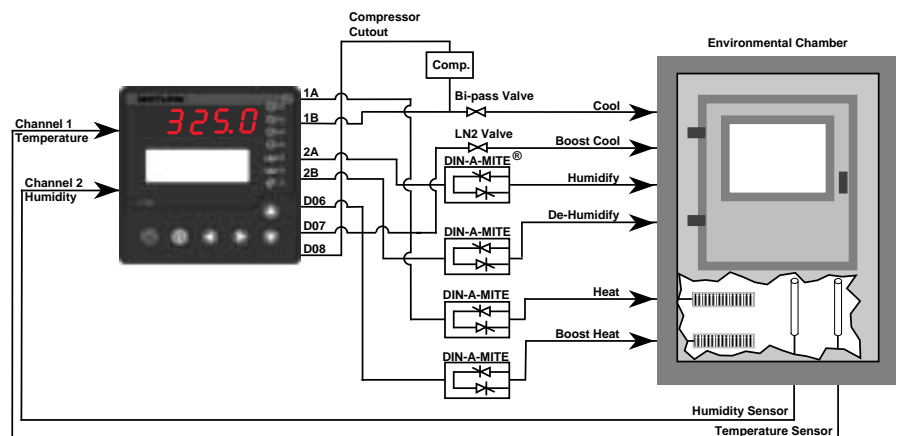 Compressor
Cutout
Environmental Chamber
Comp.
325.0
1A
Bi-pass Valve
Cool
1B
Channel 1
Temperature
LN2 Valve
Boost Cool
2A
DIN-A-MITE®
Humidify
2B
Channel 2
Humidity
D06
De-Humidify
D07
DIN-A-MITE
D08
DIN-A-MITE
Heat
Boost Heat
DIN-A-MITE
Humidity Sensor
Temperature Sensor